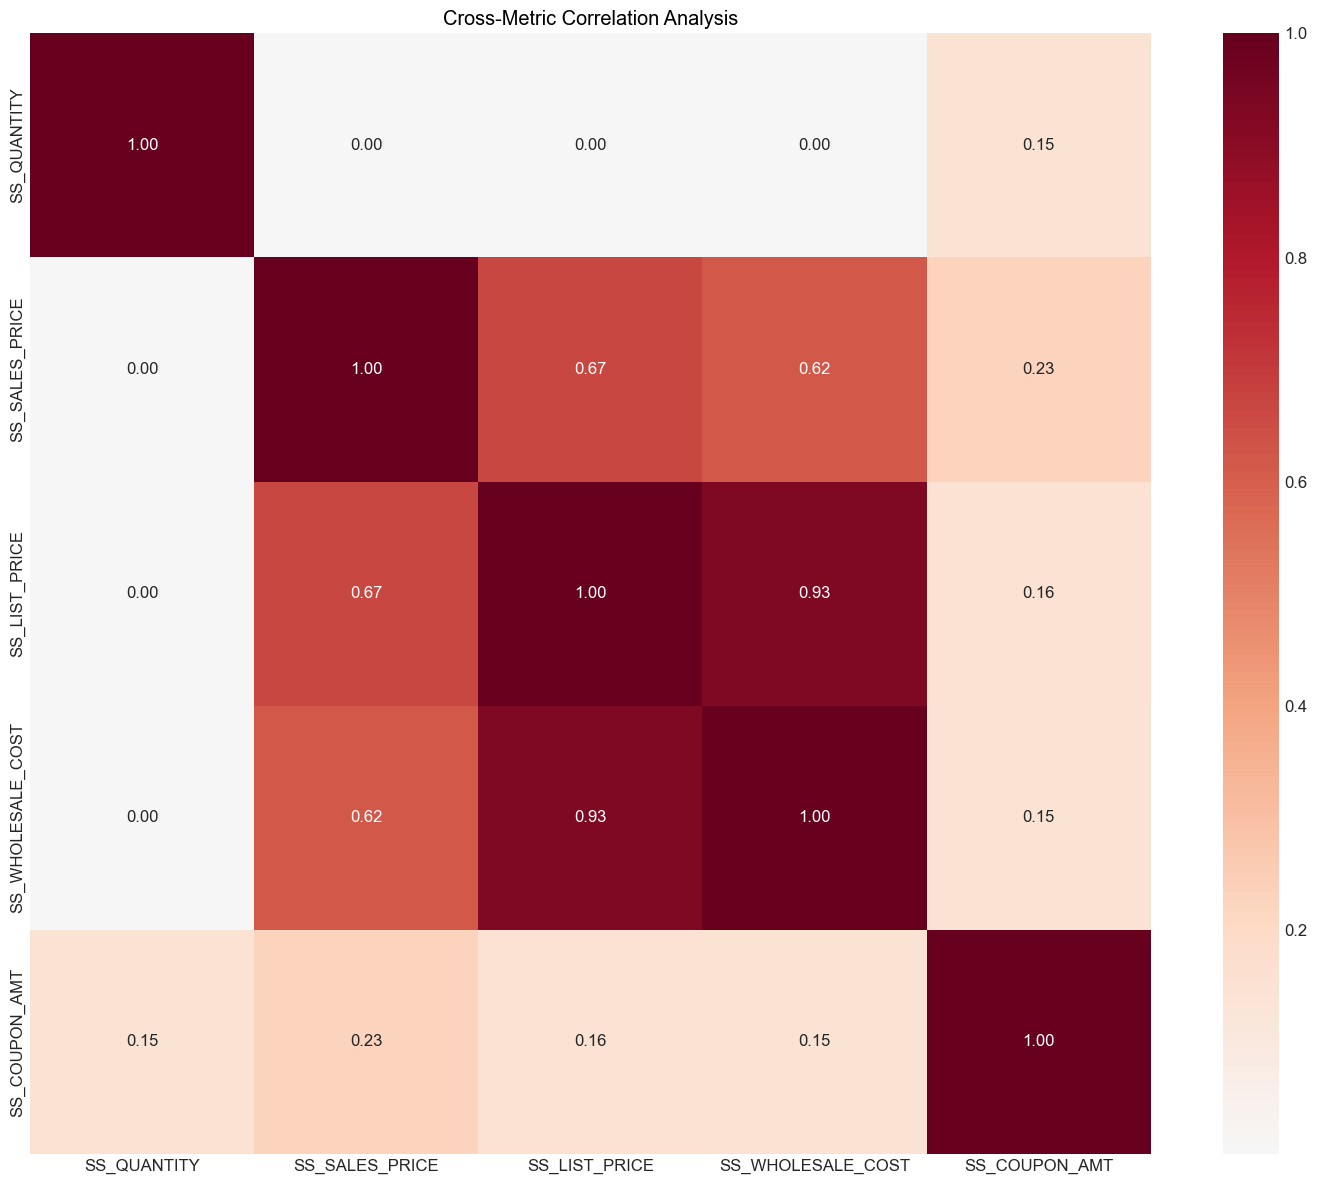 Cross-Metric Correlation Analysis
SS_QUANTITY
1.00 0.00 0.00 0.00 0.15
SS_SALES_PRICE
0.00 1.00 0.67 0.62 0.23
SS_LIST_PRICE
0.00 0.67 1.00 0.93 0.16
SS_WHOLESALE_COST
0.00 0.62 0.93 1.00 0.15
SS_COUPON_AMT
0.15 0.23 0.16 0.15 1.00
SS_QUANTITY SS_SALES_PRICE SS_LIST_PRICE SS_WHOLESALE_COST SS_COUPON_AMT
1.0
0.8
0.6
0.4
0.2